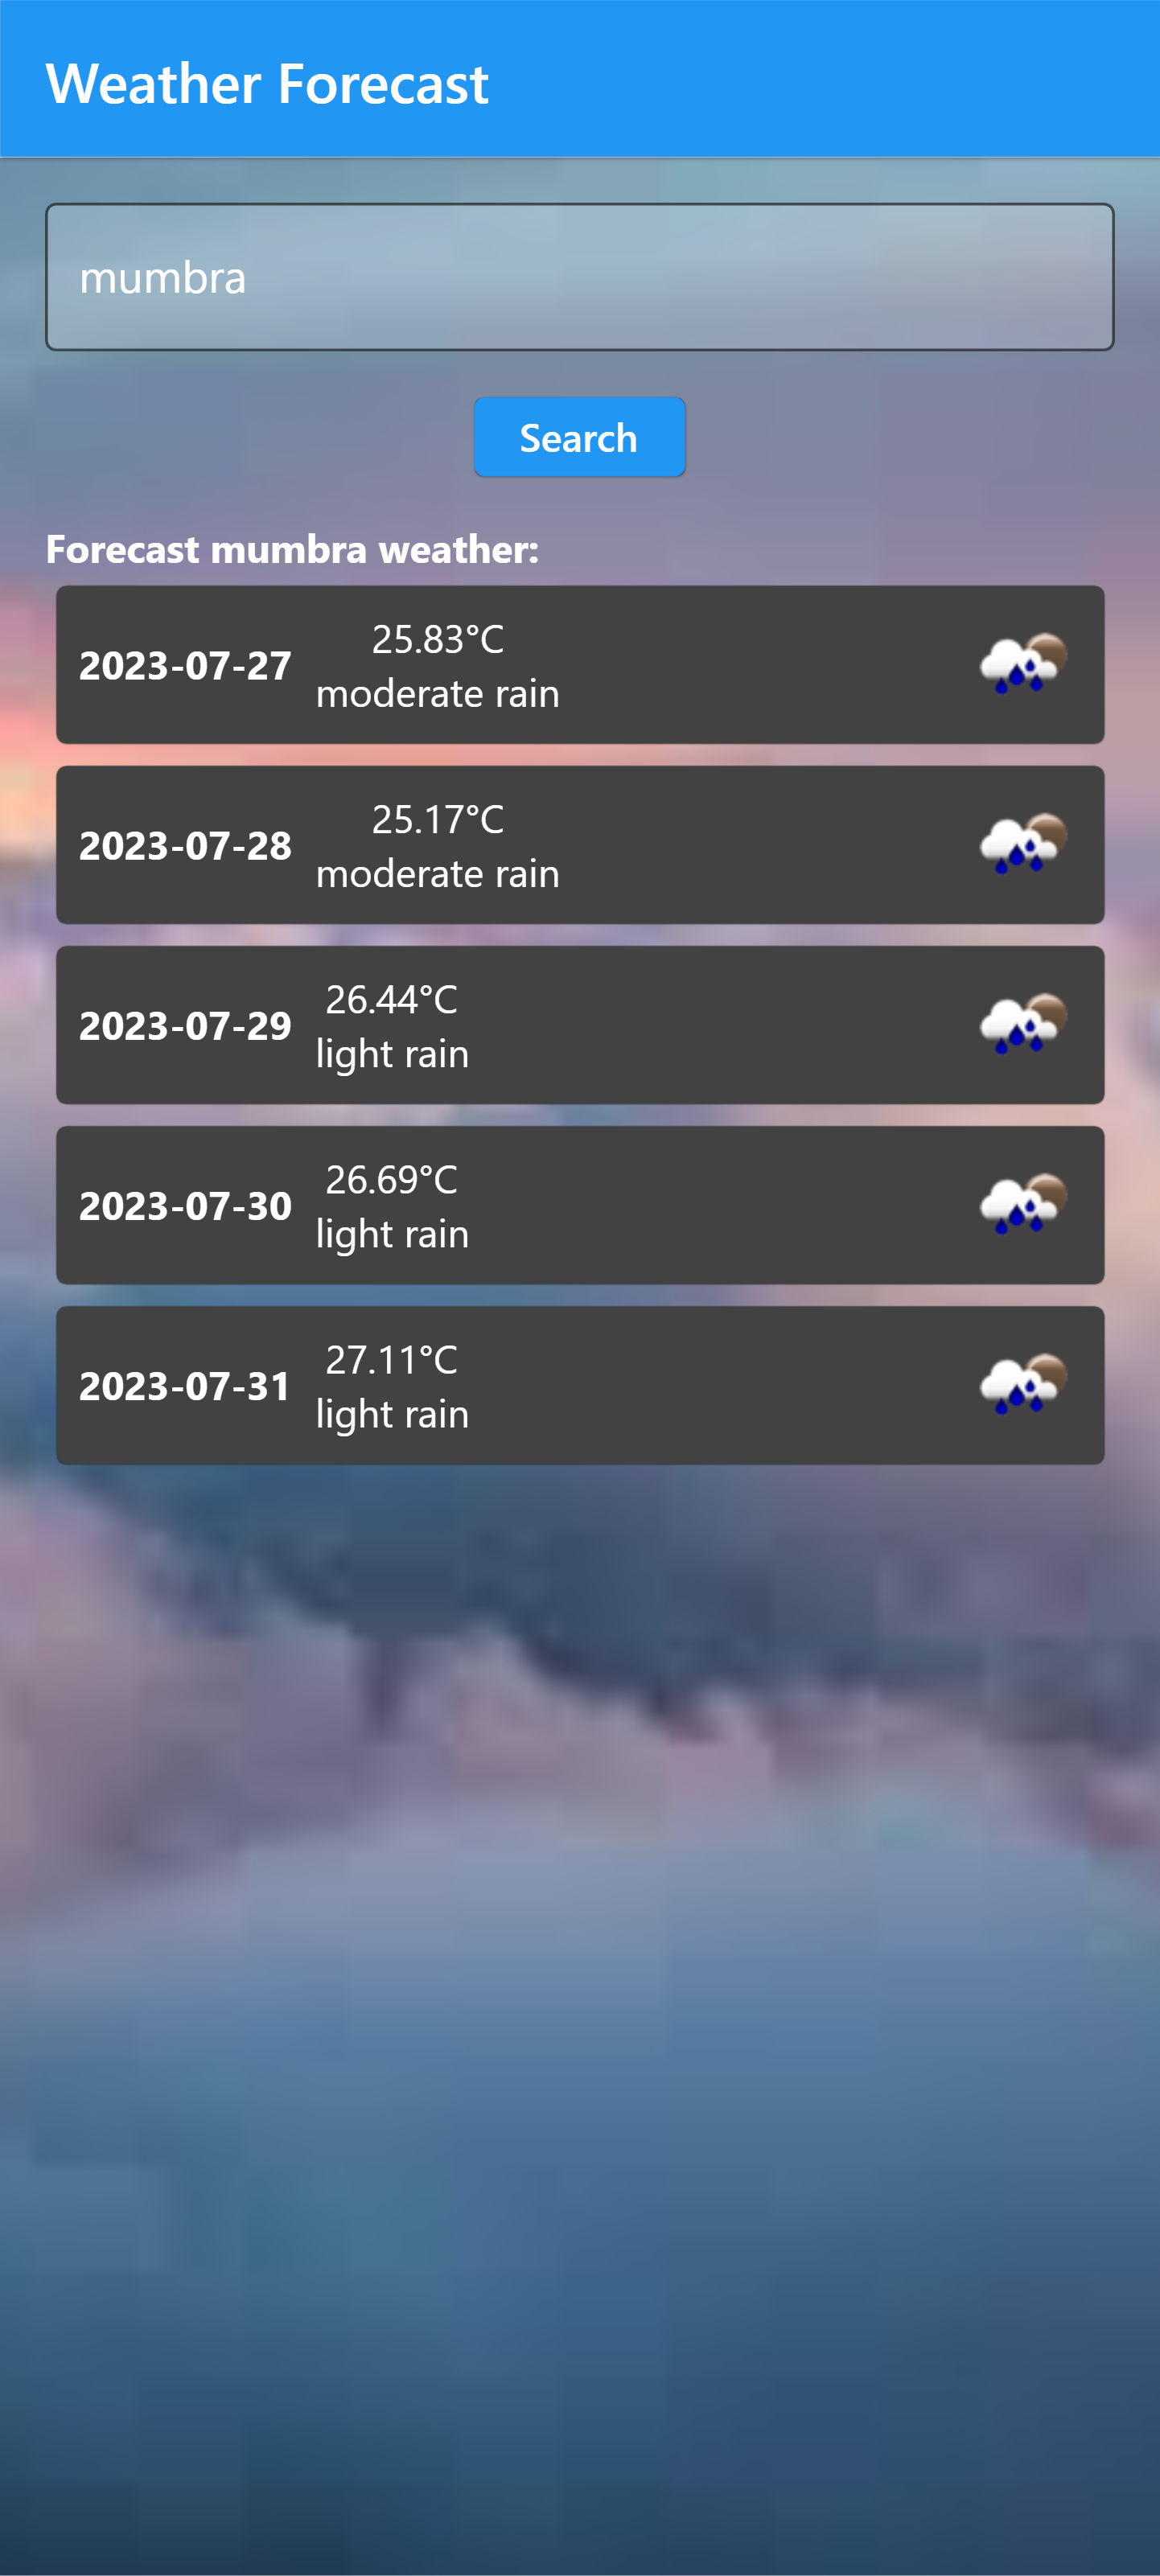 Weather Forecast
mumbra
Search
Forecast mumbra weather:
2023-07-27
25.83°C
moderate rain
2023-07-28
25.17°C
moderate rain
2023-07-29
26.44°C
light rain
2023-07-30
26.69°C
light rain
2023-07-31
27.11°C
light rain